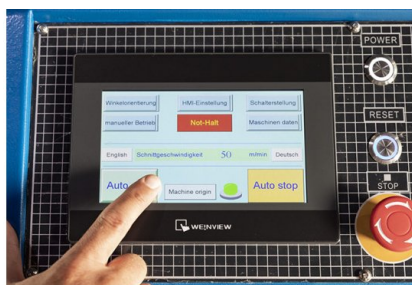 POWER
Winkelorientierung HMI-Einstellung Schalterstellung
manueller Betrieb Not-Halt Maschinen daten
RESET
English Schnittgeschwindigkeit 50 m/min Deutsch
STOP
Auto Machine origin Auto stop
WEINVIEW